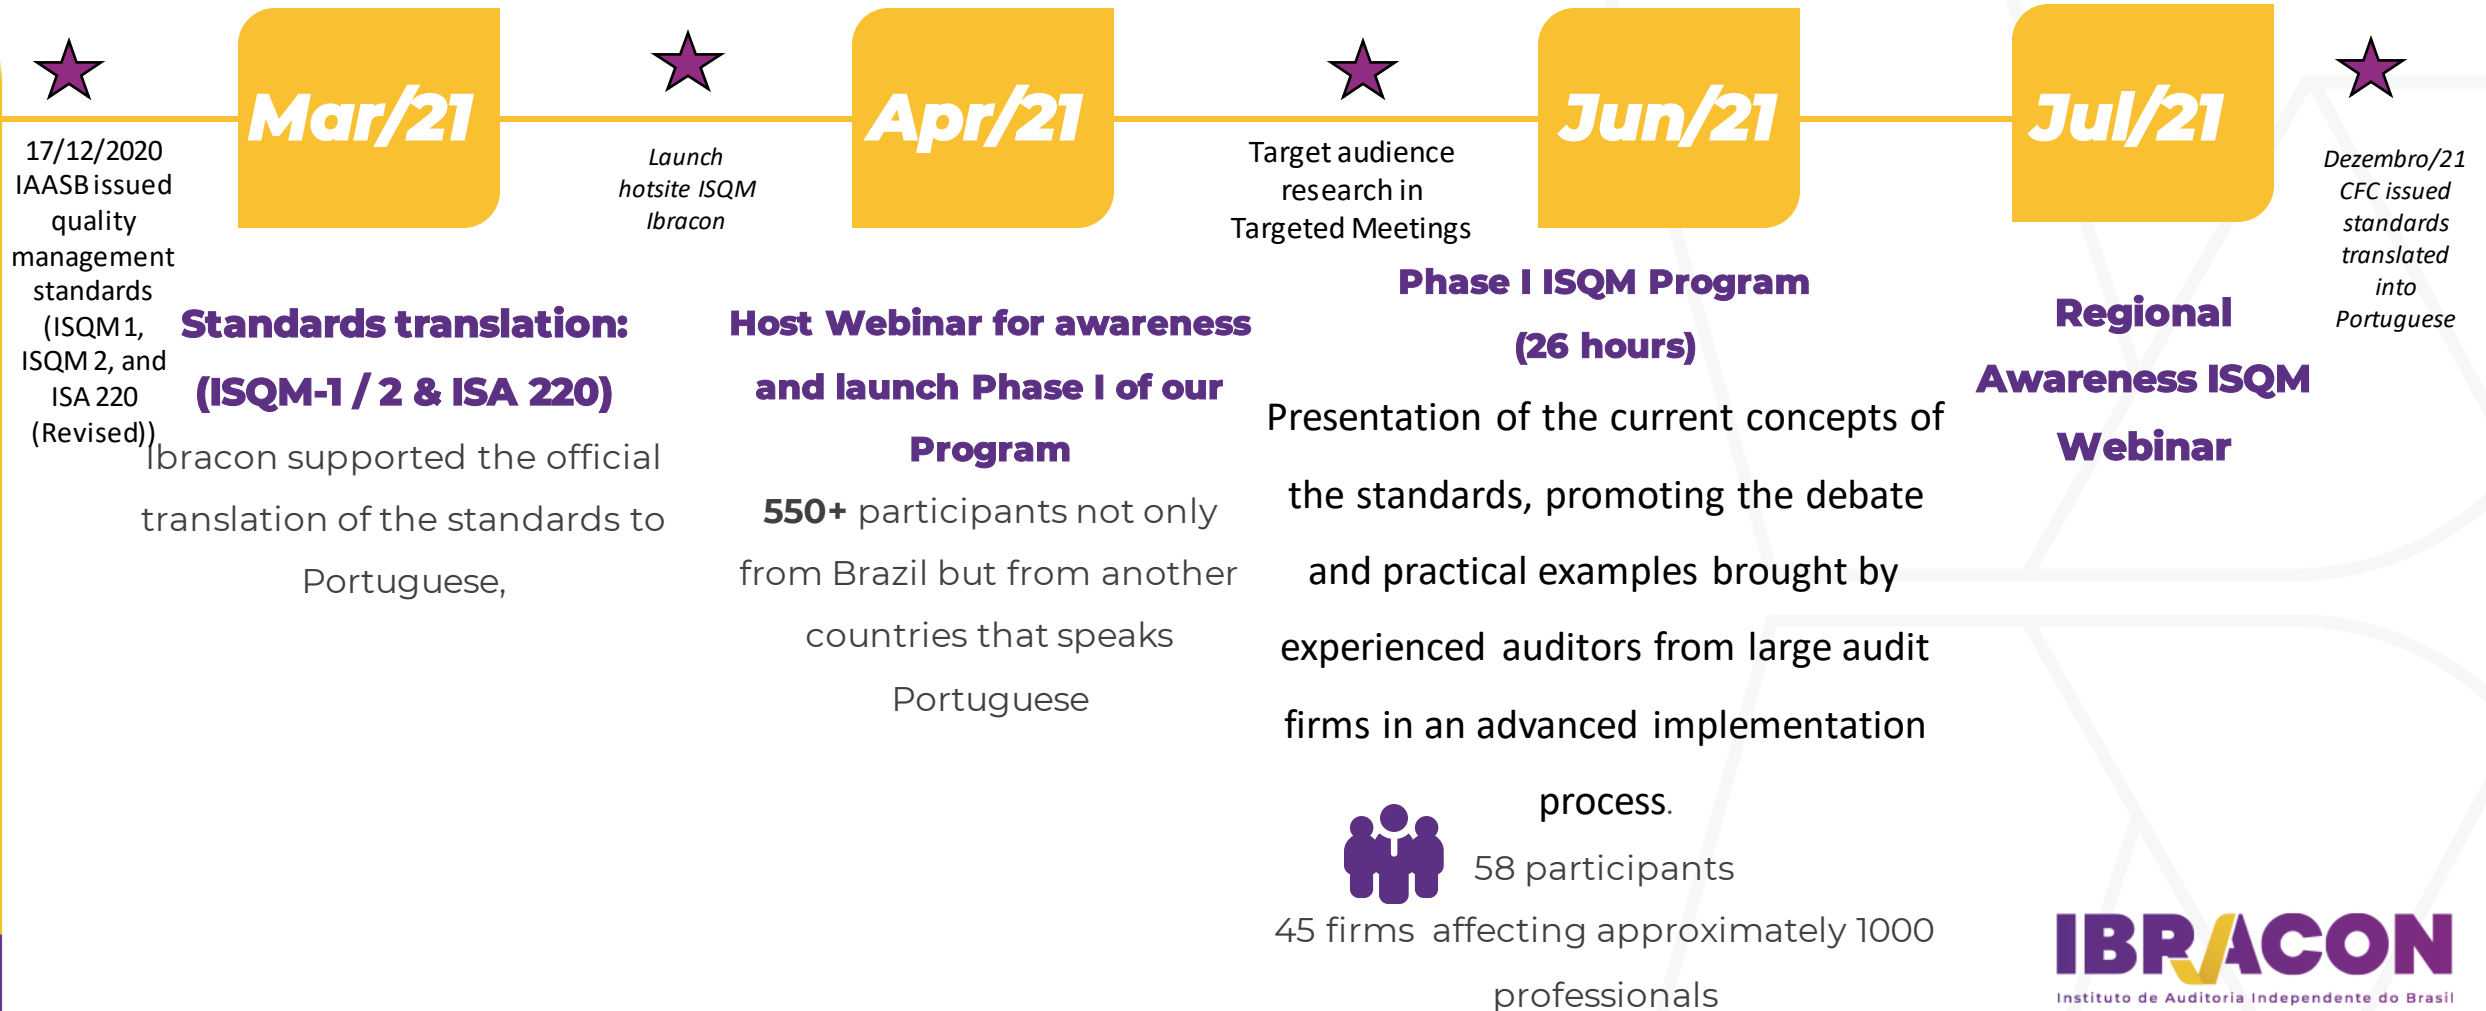 17/12/2020
IAASB issued
quality
management
standards
(ISQM 1,
ISQM 2, and
ISA 220
(Revised))
Mar/21
Standards translation:
(ISQM-1 / 2 & ISA 220)
Ibracon supported the official
translation of the standards to
Portuguese,
Launch
hotsite ISQM
Ibracon
Apr/21
Host Webinar for awareness
and launch Phase I of our
Program
550+ participants not only
from Brazil but from another
countries that speaks
Portuguese
Target audience
research in
Targeted Meetings
Jun/21
Phase I ISQM Program
(26 hours)
Presentation of the current concepts of
the standards, promoting the debate
and practical examples brought by
experienced auditors from large audit
firms in an advanced implementation
process.
58 participants
45 firms affecting approximately 1000
professionals
Jul/21
Regional
Awareness ISQM
Webinar
Dezembro/21
CFC issued
standards
translated
into
Portuguese
IBRACON
Instituto de Auditoria Independente do Brasil